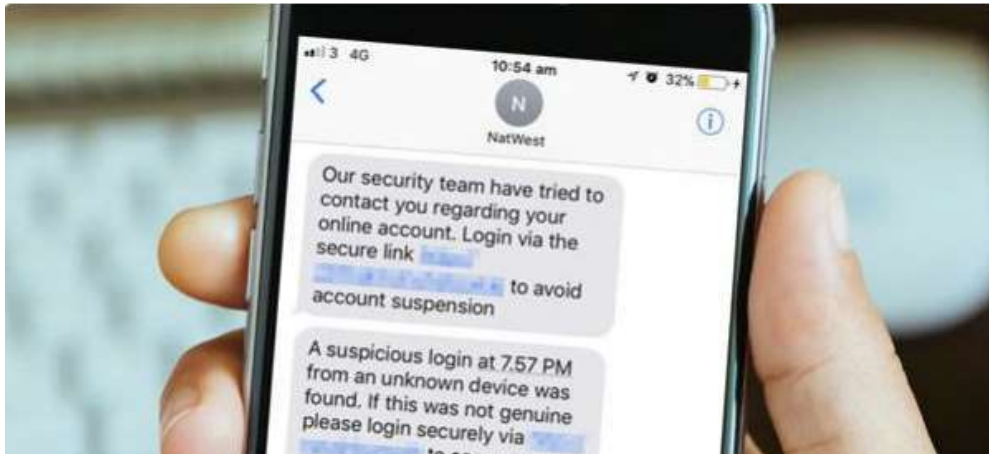 3 4G 10:54 am 32%
N
NatWest
Our security team have tried to
contact you regarding your
online account. Login via the
secure link
to avoid
account suspension
A suspicious login at 7.57 PM
from an unknown device was
found. If this was not genuine
please login securely via
to